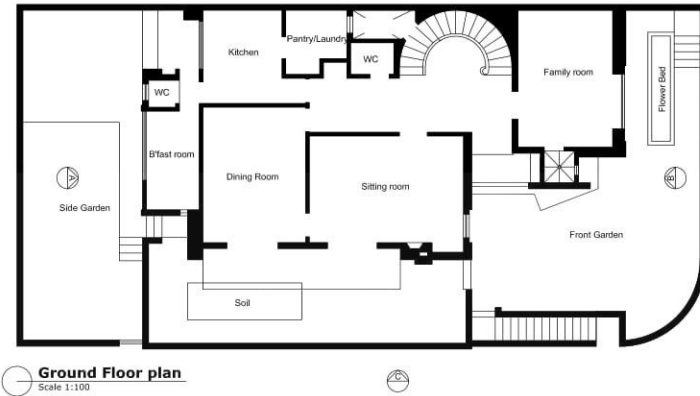 Kitchen
Pantry/Laundry
WC
Family room
Flower Bed
WC
B'fast room
Dining Room
Sitting room
A
B
Side Garden
Front Garden
Soil
Ground Floor plan
Scale 1:100
C